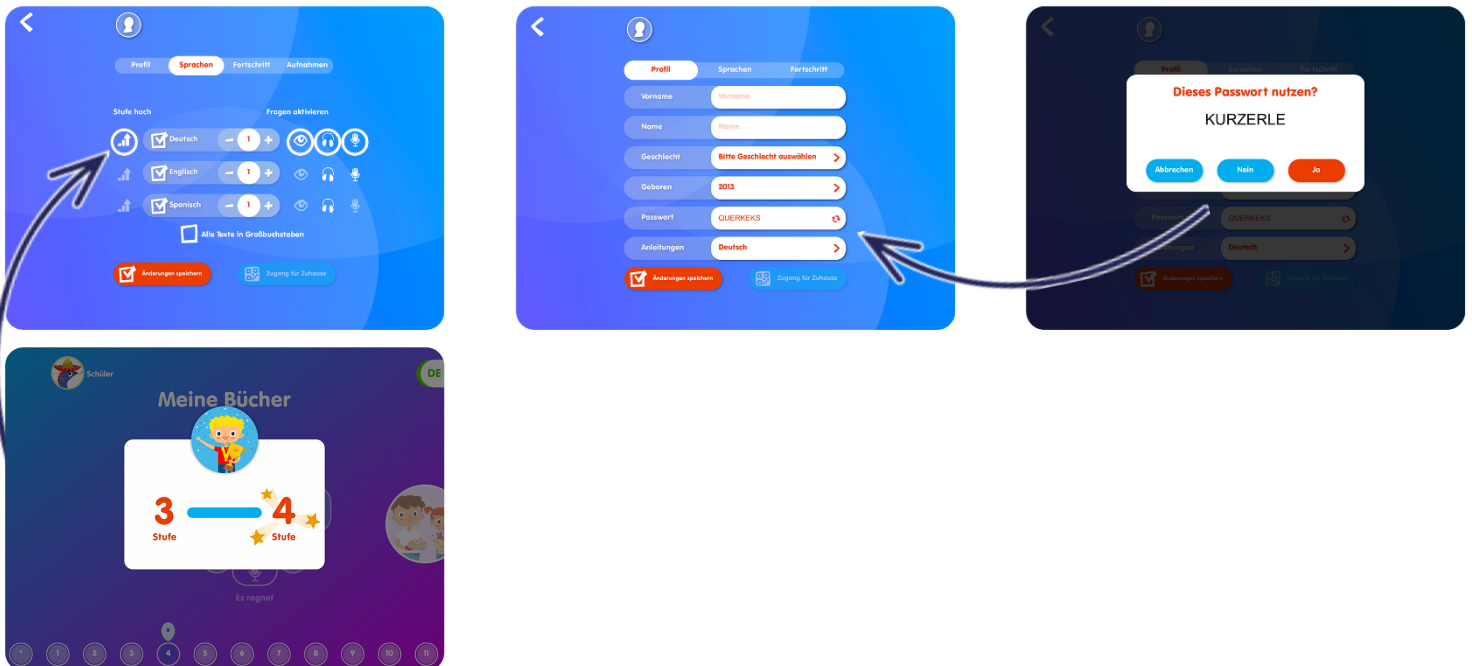 Profil Sprachen Fortschritt Aufnahmen
Stufe hoch Fragen aktivieren
Deutsch - 1 +
Englisch - 1 +
Spanisch - 1 +
Alle Texte in Großbuchstaben
Änderungen speichern Zugang für Zuhause
Profil Sprachen Fortschritt
Vorname Vorname
Name Name
Geschlecht Bitte Geschlecht auswählen
Geboren 2013
Passwort QUERKEKS
Anleitungen Deutsch
Änderungen speichern Zugang für Zuhause
Profil Sprachen Fortschritt
Dieses Passwort nutzen?
KURZERLE
Abbrechen Nein Ja
Passwort QUERKEKS
Anleitungen Deutsch
Änderungen speichern Zugang für Zuhause
Schüler DE
Meine Bücher
3 4
Stufe Stufe
Es regnet
* 1 2 3 4 5 6 7 8 9 10 11